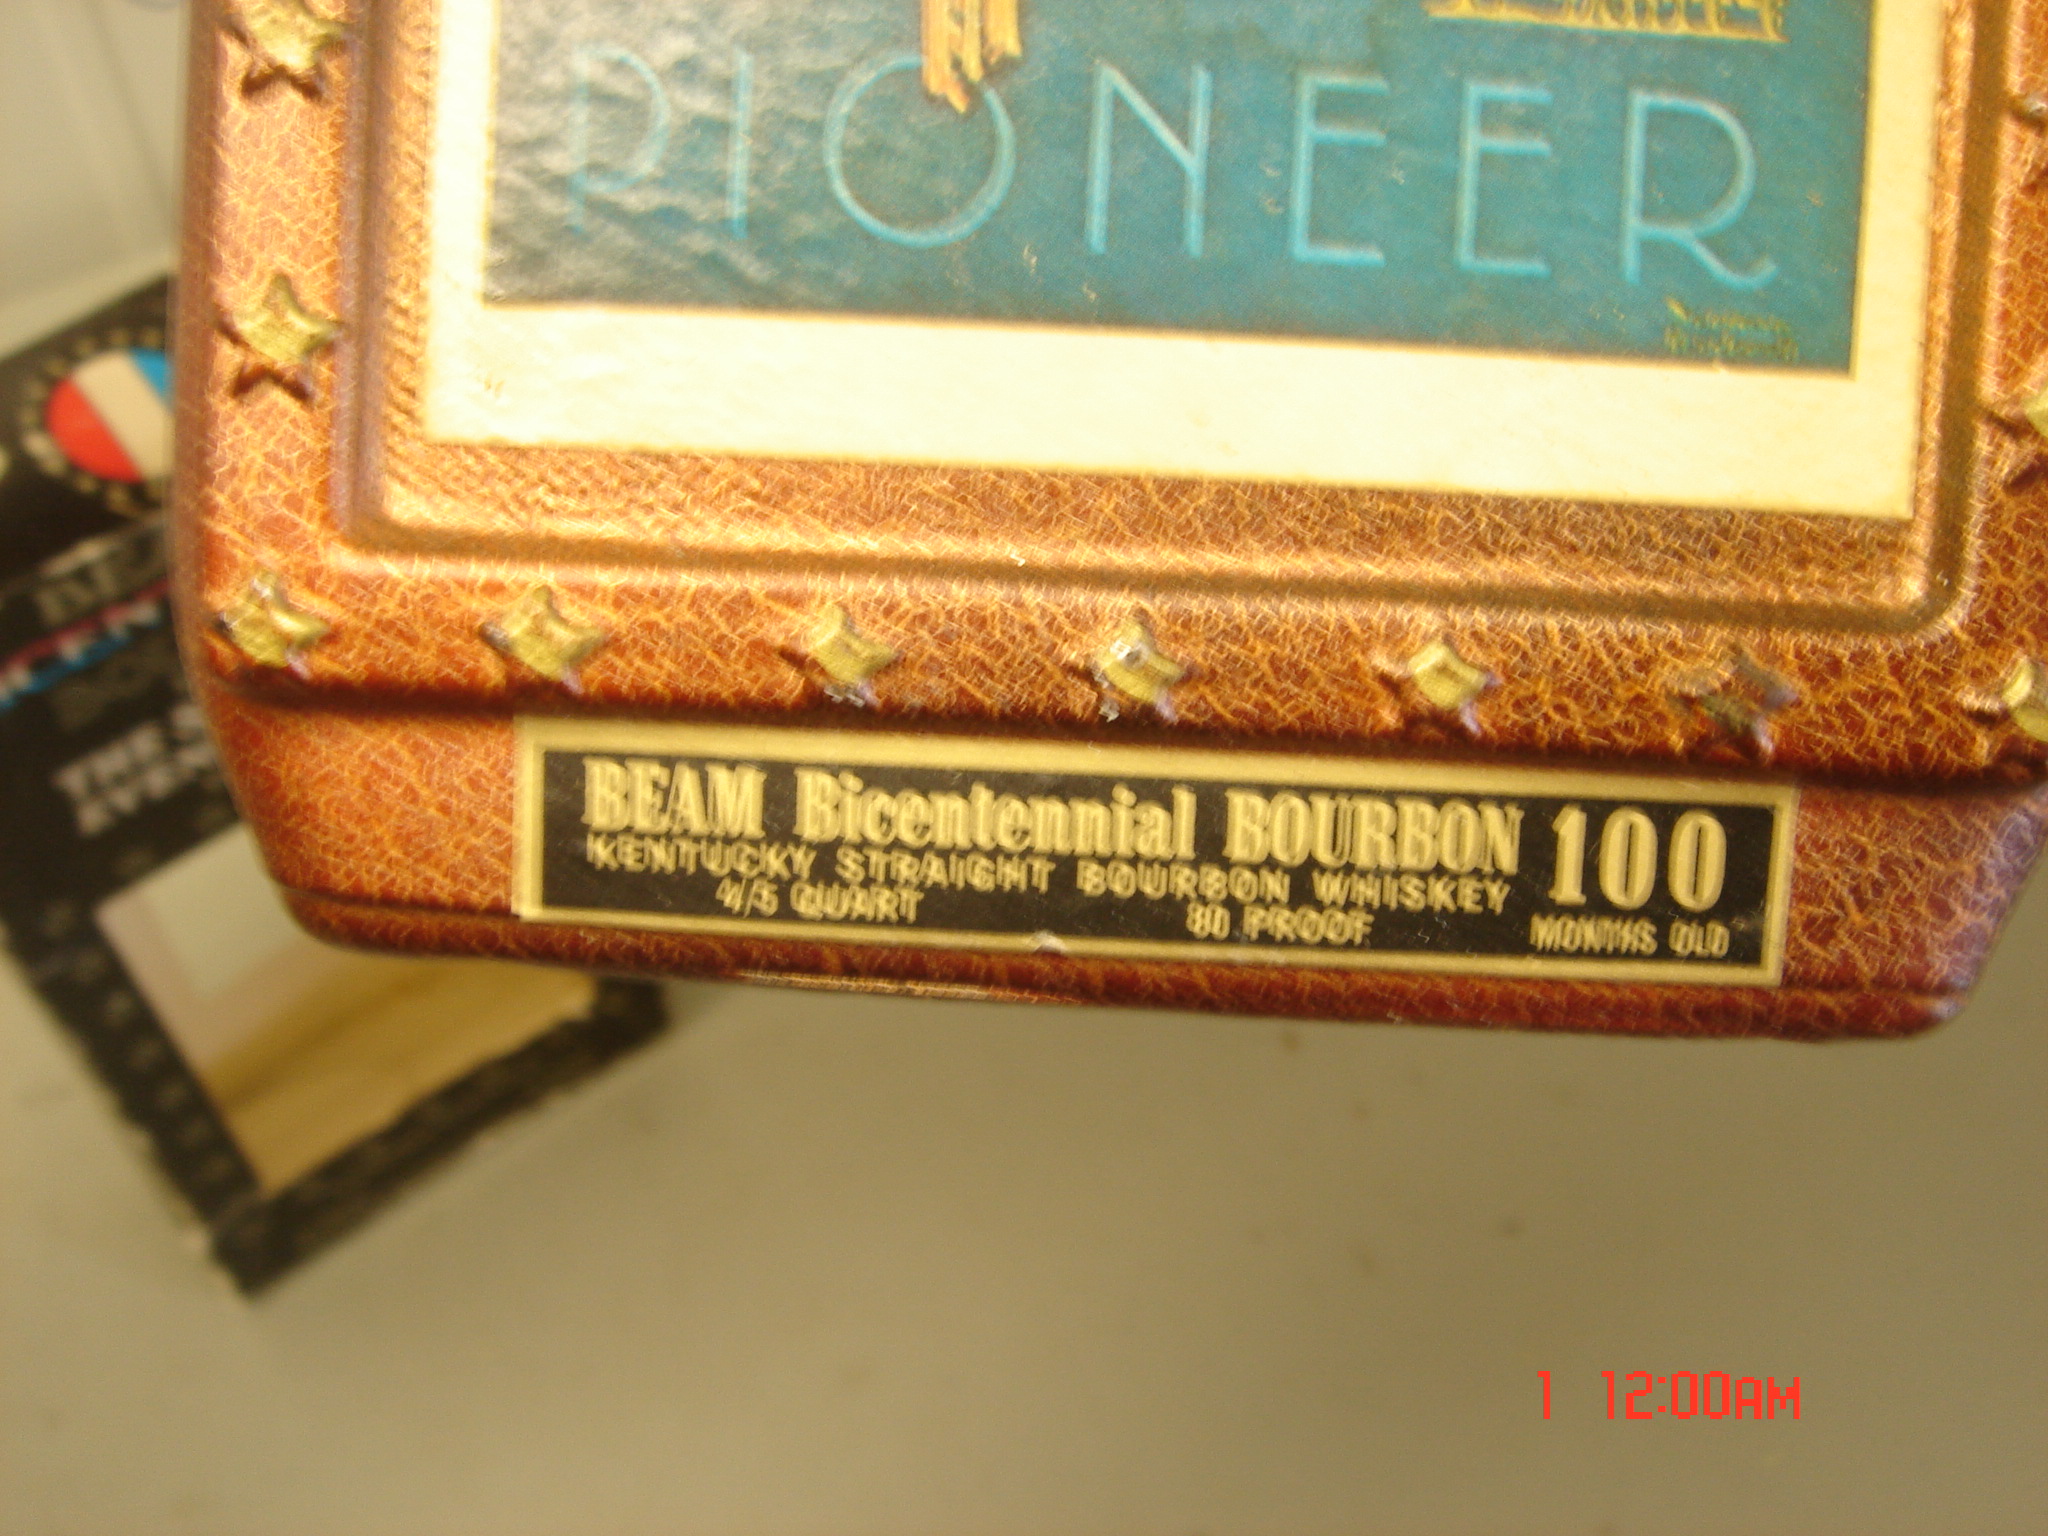 PIONEER
BEAM Bicentennial BOURBON 100
KENTUCKY STRAIGHT BOURBON WHISKEY
4/5 QUART 80 PROOF MONTHS OLD
THE
1 12:00AM